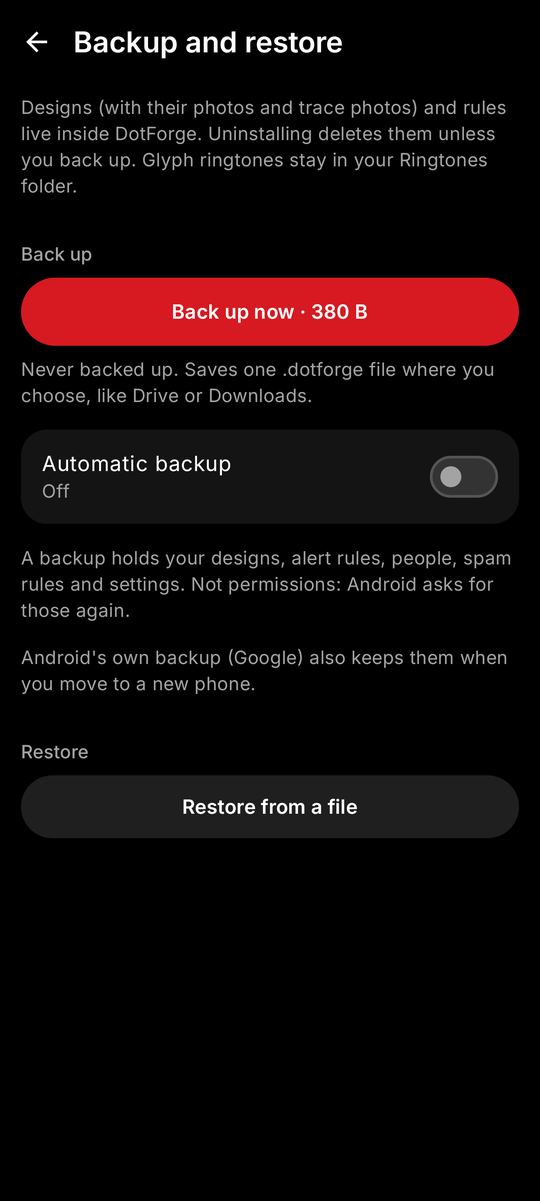 Backup and restore
Designs (with their photos and trace photos) and rules
live inside DotForge. Uninstalling deletes them unless
you back up. Glyph ringtones stay in your Ringtones
folder.
Back up
Back up now · 380 B
Never backed up. Saves one .dotforge file where you
choose, like Drive or Downloads.
Automatic backup
Off
A backup holds your designs, alert rules, people, spam
rules and settings. Not permissions: Android asks for
those again.
Android's own backup (Google) also keeps them when
you move to a new phone.
Restore
Restore from a file